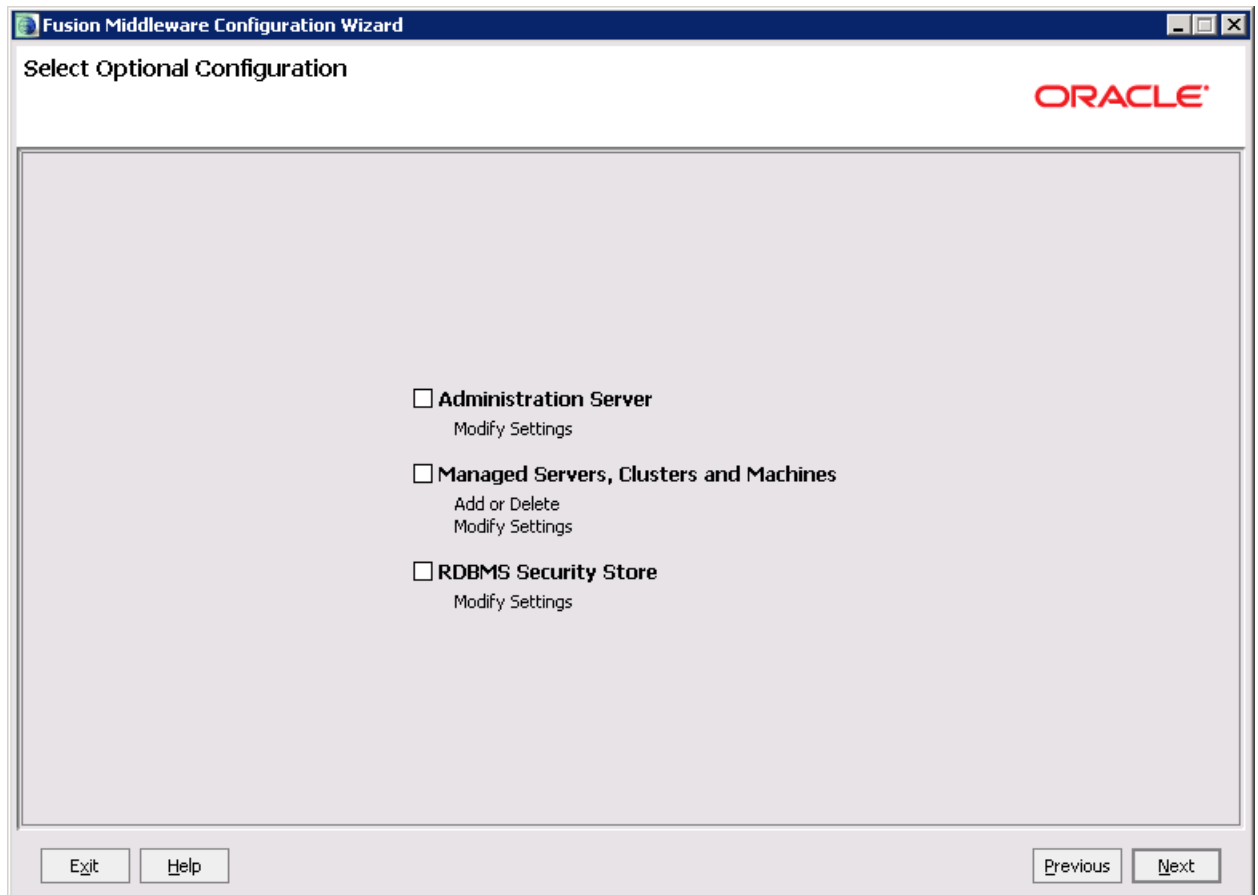 Fusion Middleware Configuration Wizard
Select Optional Configuration
ORACLE
Administration Server
Modify Settings
Managed Servers, Clusters and Machines
Add or Delete
Modify Settings
RDBMS Security Store
Modify Settings
Exit
Help
Previous
Next